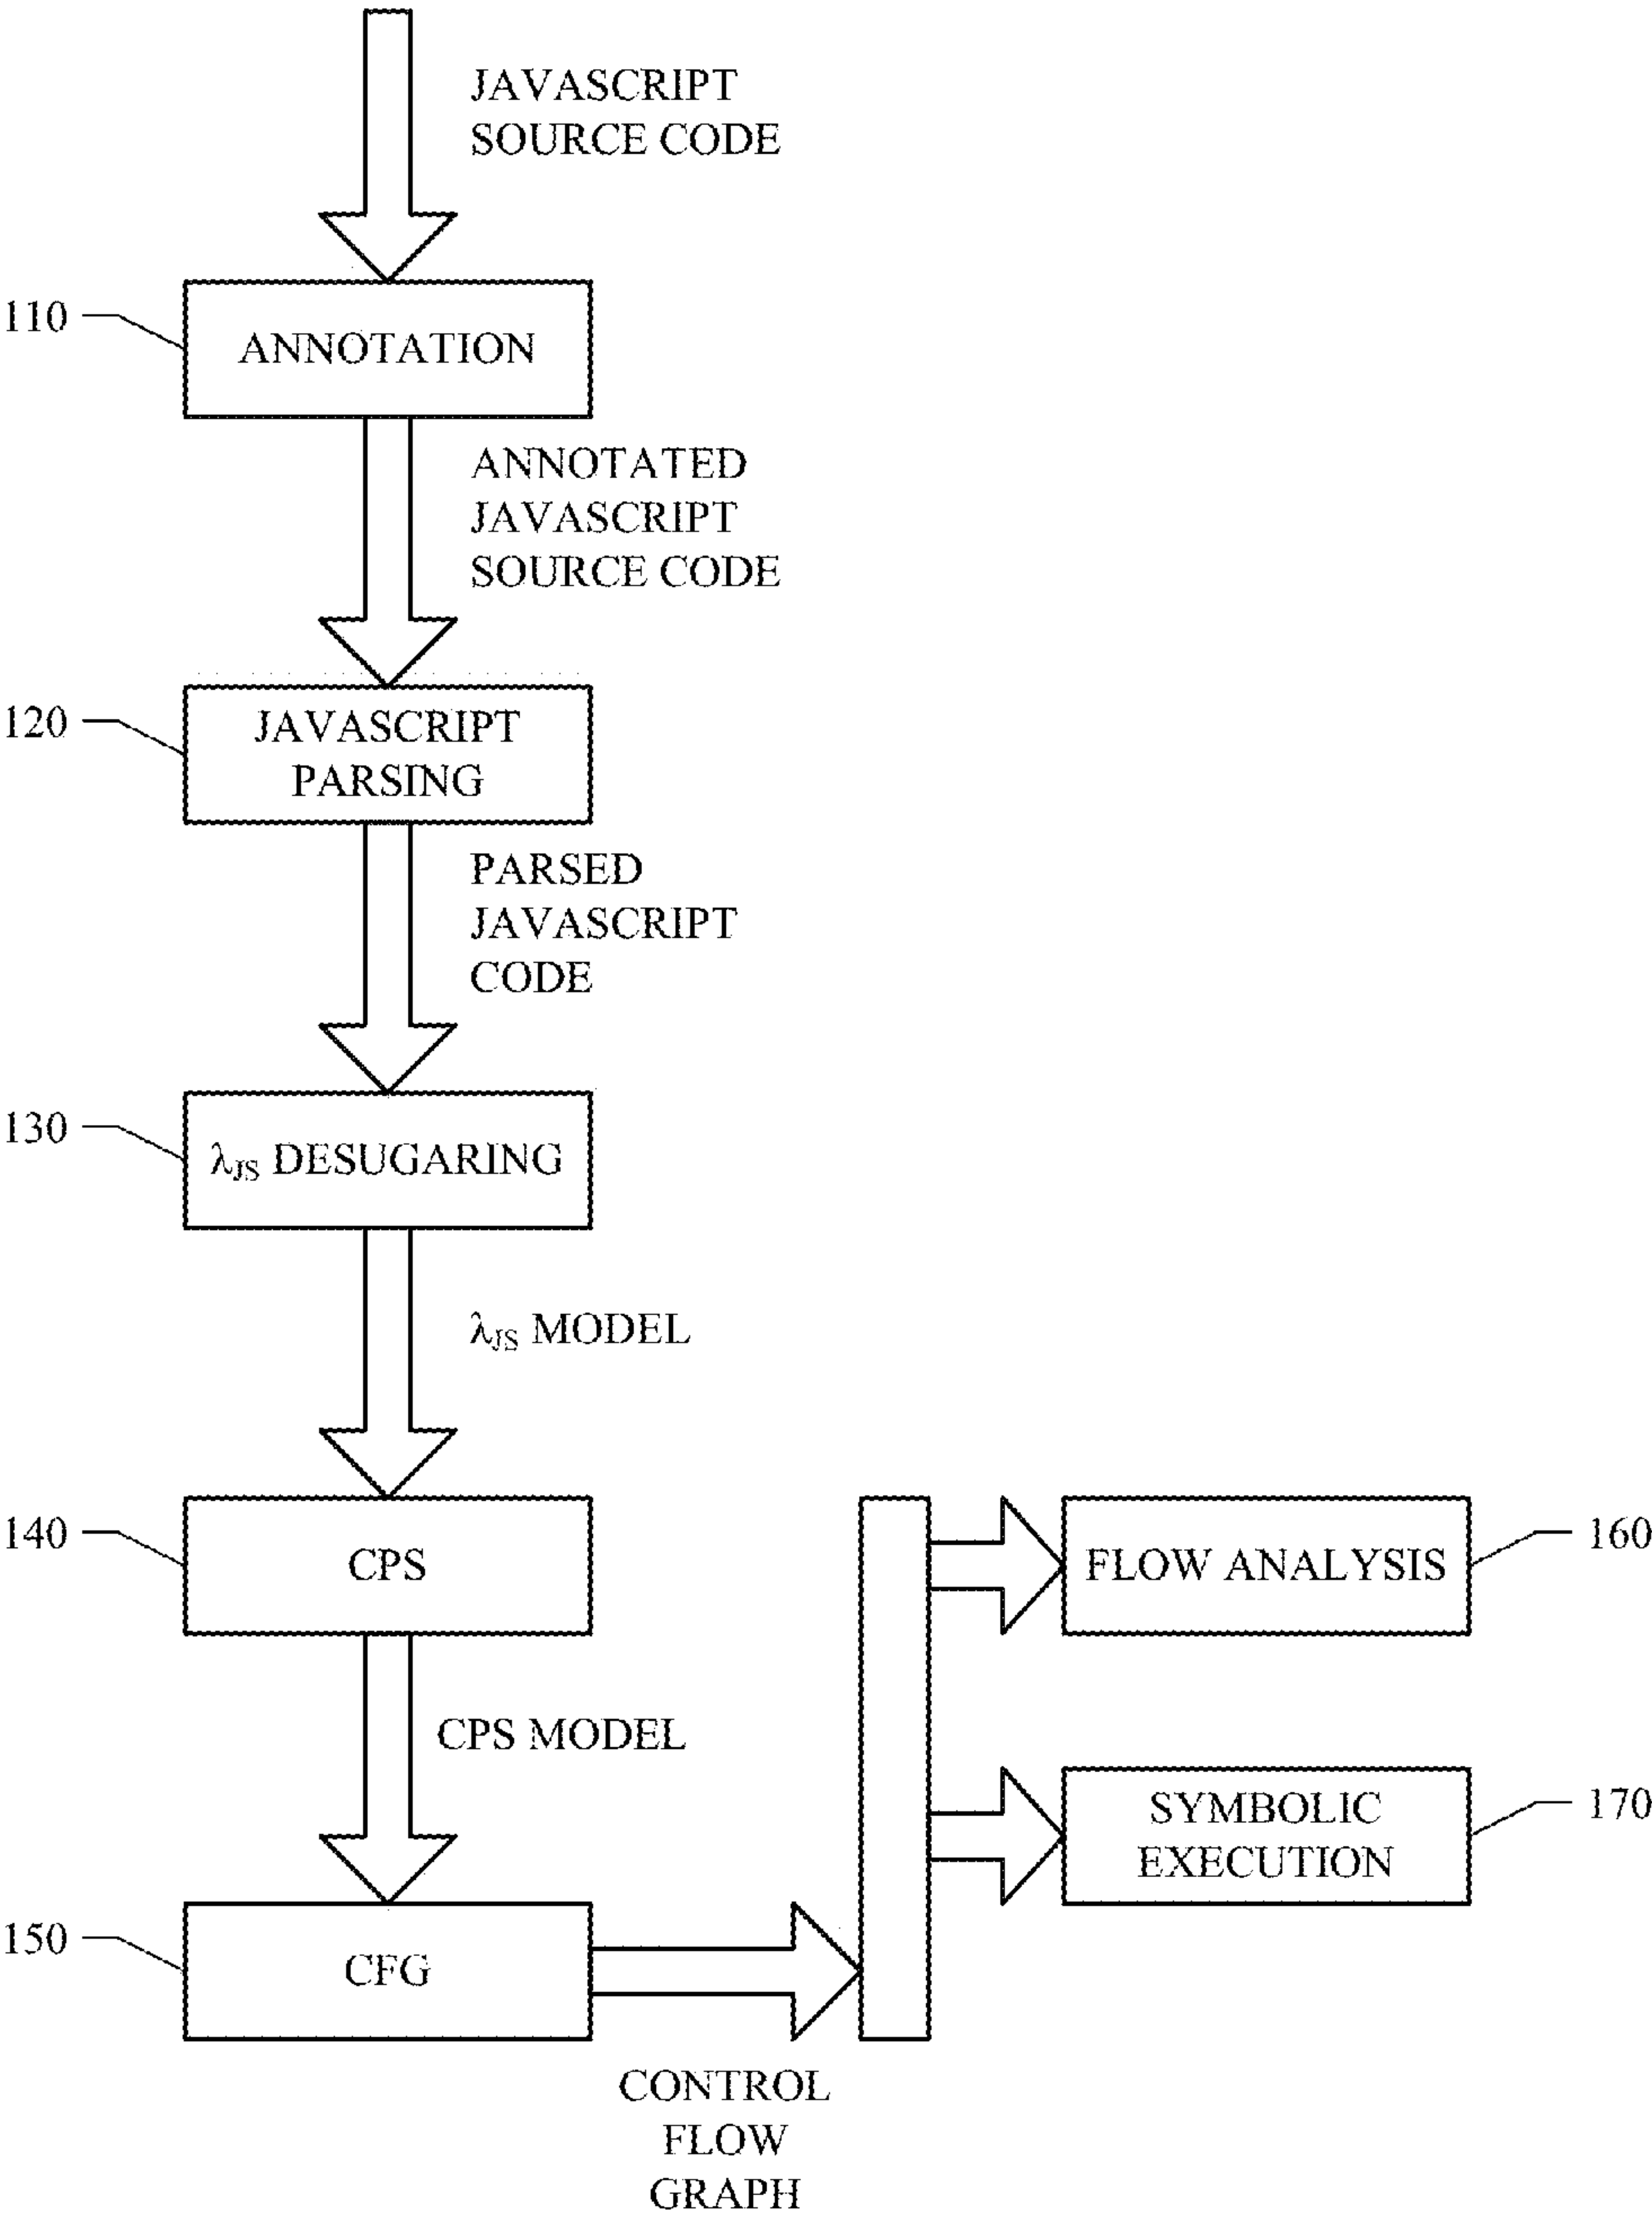 JAVASCRIPT
SOURCE CODE
110
ANNOTATION
ANNOTATED
JAVASCRIPT
SOURCE CODE
120
JAVASCRIPT
PARSING
PARSED
JAVASCRIPT
CODE
130
λJS DESUGARING
λJS MODEL
140
CPS
FLOW ANALYSIS
160
CPS MODEL
SYMBOLIC
EXECUTION
170
150
CFG
CONTROL
FLOW
GRAPH